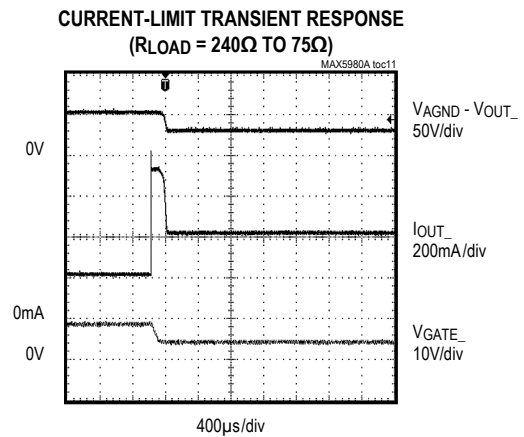 CURRENT-LIMIT TRANSIENT RESPONSE
(RLOAD = 240Ω TO 75Ω)
MAX5980A toc11
T
VAGND - VOUT_
50V/div
0V
IOUT_
200mA/div
0mA
0V
VGATE_
10V/div
400µs/div